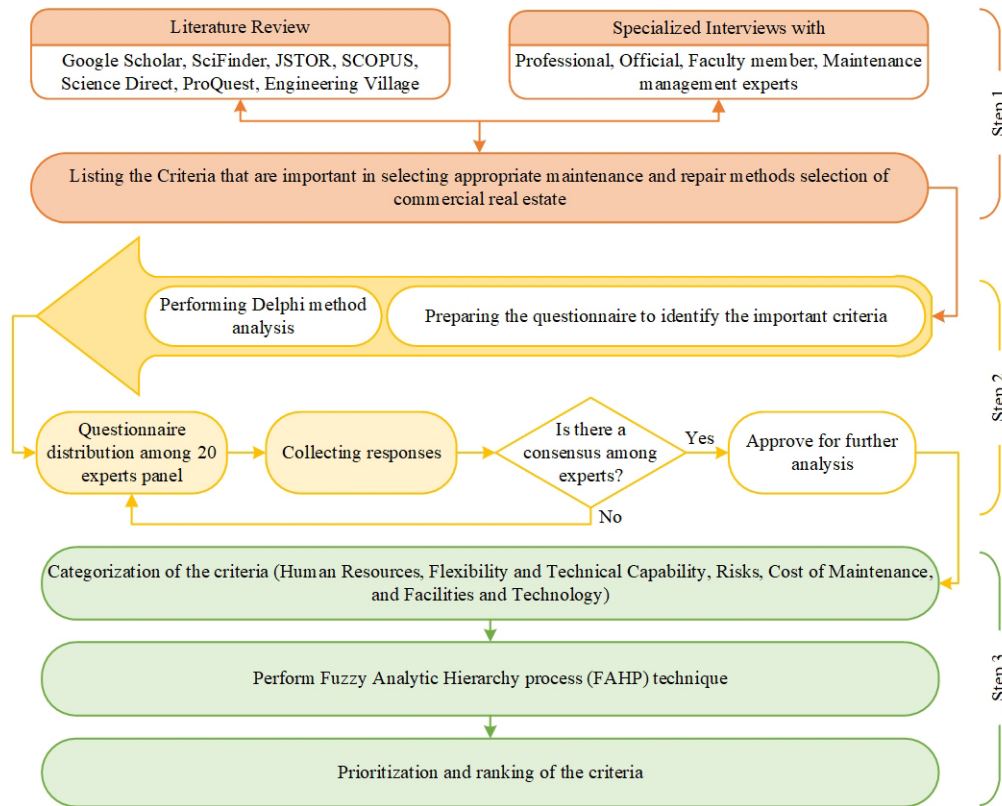 Literature Review
Google Scholar, SciFinder, JSTOR, SCOPUS,
Science Direct, ProQuest, Engineering Village
Specialized Interviews with
Professional, Official, Faculty member, Maintenance
management experts
Step 1
Listing the Criteria that are important in selecting appropriate maintenance and repair methods selection of
commercial real estate
Performing Delphi method
analysis
Preparing the questionnaire to identify the important criteria
Step 2
Questionnaire
distribution among 20
experts panel
Collecting responses
Is there a
consensus among
experts?
Yes
No
Approve for further
analysis
Categorization of the criteria (Human Resources, Flexibility and Technical Capability, Risks, Cost of Maintenance,
and Facilities and Technology)
Perform Fuzzy Analytic Hierarchy process (FAHP) technique
Step 3
Prioritization and ranking of the criteria